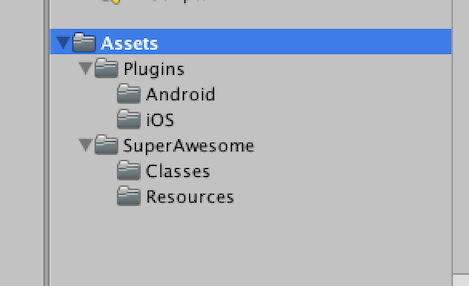 Assets
Plugins
Android
iOS
SuperAwesome
Classes
Resources